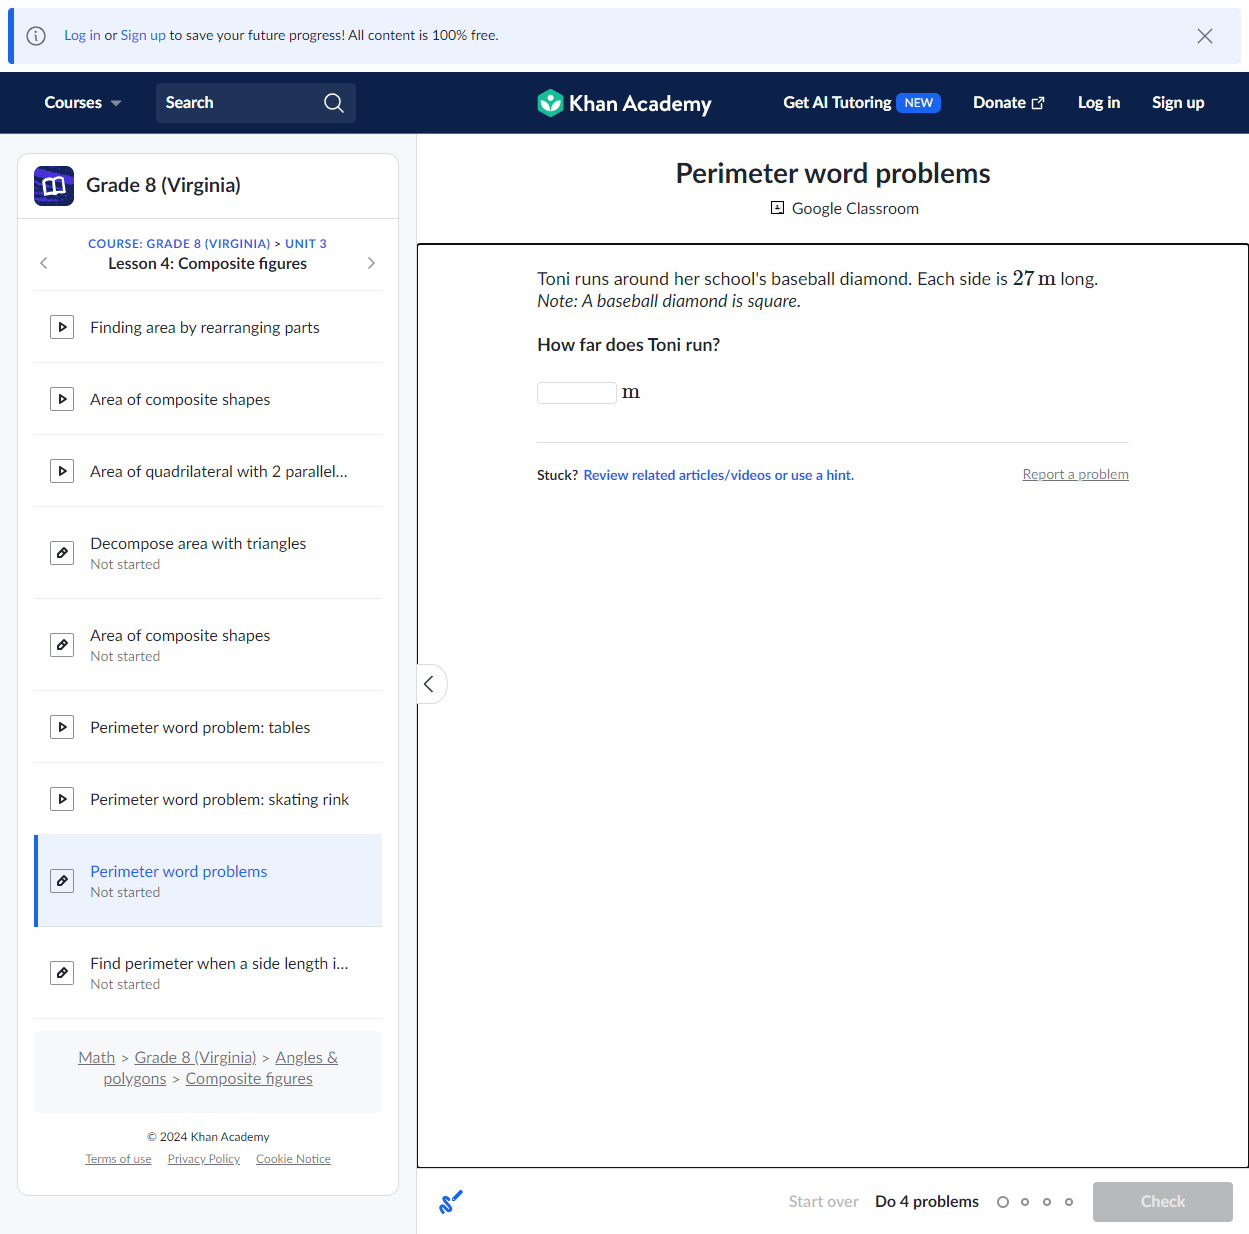 Log in or Sign up to save your future progress! All content is 100% free.
Courses
Search
Khan Academy
Get AI Tutoring NEW
Donate
Log in
Sign up
Grade 8 (Virginia)
COURSE: GRADE 8 (VIRGINIA) > UNIT 3
Lesson 4: Composite figures
Finding area by rearranging parts
Area of composite shapes
Area of quadrilateral with 2 parallel...
Decompose area with triangles
Not started
Area of composite shapes
Not started
Perimeter word problem: tables
Perimeter word problem: skating rink
Perimeter word problems
Not started
Find perimeter when a side length i...
Not started
Math > Grade 8 (Virginia) > Angles &
polygons > Composite figures
© 2024 Khan Academy
Terms of use Privacy Policy Cookie Notice
Perimeter word problems
Google Classroom
Toni runs around her school's baseball diamond. Each side is 27 m long.
Note: A baseball diamond is square.
How far does Toni run?
m
Stuck? Review related articles/videos or use a hint.
Report a problem
Start over
Do 4 problems
Check